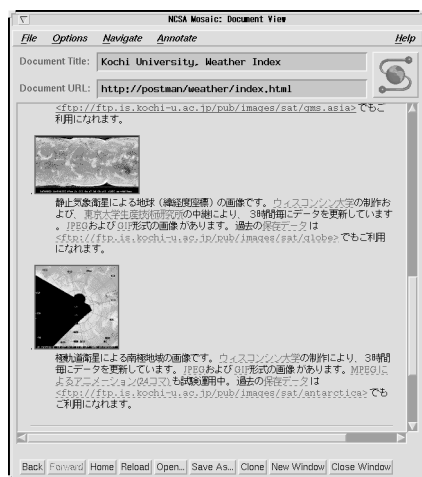 NCSA Mosaic: Document View
File Options Navigate Annotate Help
Document Title: Kochi University, Weather Index
Document URL: http://postman/weather/index.html
<ftp://ftp.is.kochi-u.ac.jp/pub/images/sat/gms.asia> でもご
利用になれます。
静止気象衛星による地球（緯経度座標）の画像です。ウィスコンシン大学の制作お
よび、東京大学生産技術研究所の中継により、３時間毎にデータを更新しています
。JPEGおよびGIF形式の画像があります。過去の保存データは
<ftp://ftp.is.kochi-u.ac.jp/pub/images/sat/globe> でもご利用
になれます。
極軌道衛星による南極地域の画像です。ウィスコンシン大学の制作により、３時間
毎にデータを更新しています。JPEGおよびGIF形式の画像があります。MPEGに
よるアニメーション(24コマ)も試験運用中。過去の保存データは
<ftp://ftp.is.kochi-u.ac.jp/pub/images/sat/antarctica> でも
ご利用になれます。
Back Forward Home Reload Open... Save As... Clone New Window Close Window